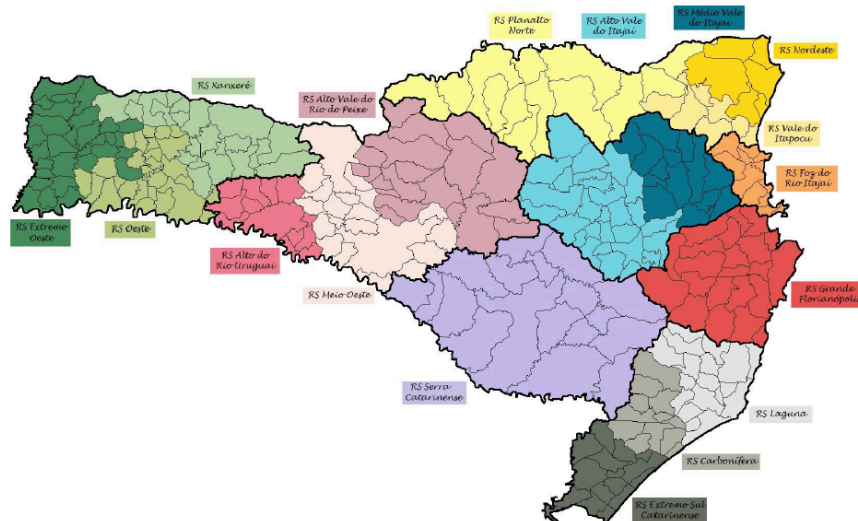 RS Planalto
Norte
RS Alto Vale
do Itajaí
RS Médio Vale
do Itajaí
RS Nordeste
RS Xanxerê
RS Alto Vale do
Rio do Peixe
RS Vale do
Itapocu
RS Foz do
Rio Itajaí
RS Extremo
Oeste
RS Oeste
RS Alto do
Rio Uruguai
RS Meio Oeste
RS Grande
Florianópolis
RS Serra
Catarinense
RS Laguna
RS Carbonífera
RS Extremo Sul
Catarinense